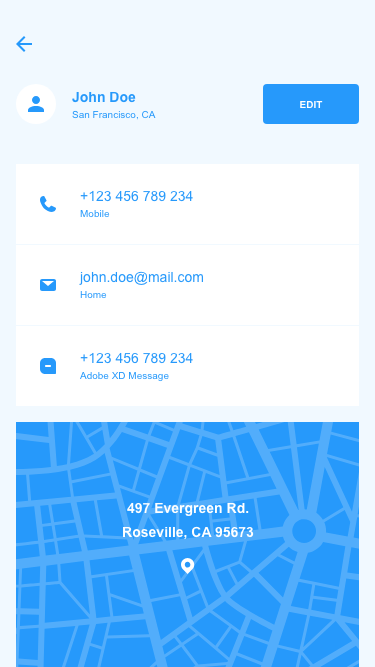 John Doe
San Francisco, CA
EDIT
+123 456 789 234
Mobile
john.doe@mail.com
Home
+123 456 789 234
Adobe XD Message
497 Evergreen Rd.
Roseville, CA 95673